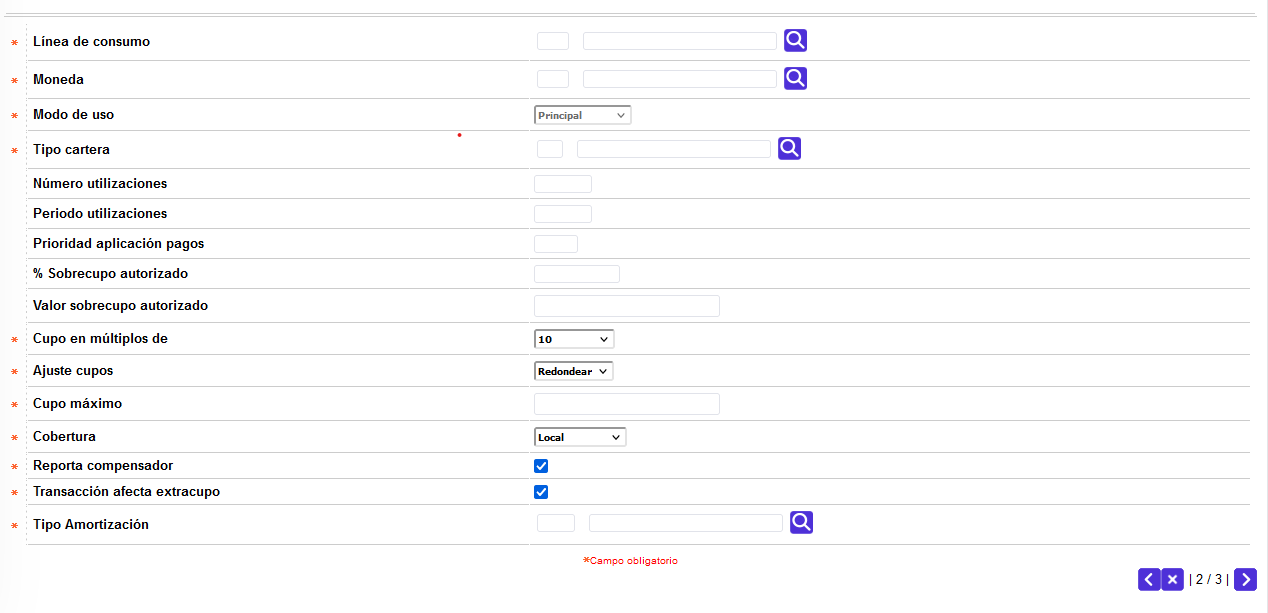 * Línea de consumo
* Moneda
* Modo de uso Principal
* Tipo cartera
Número utilizaciones
Periodo utilizaciones
Prioridad aplicación pagos
% Sobrecupo autorizado
Valor sobrecupo autorizado
* Cupo en múltiplos de 10
* Ajuste cupos Redondear
* Cupo máximo
* Cobertura Local
* Reporta compensador
* Transacción afecta extracupo
* Tipo Amortización
*Campo obligatorio
| 2 / 3 |